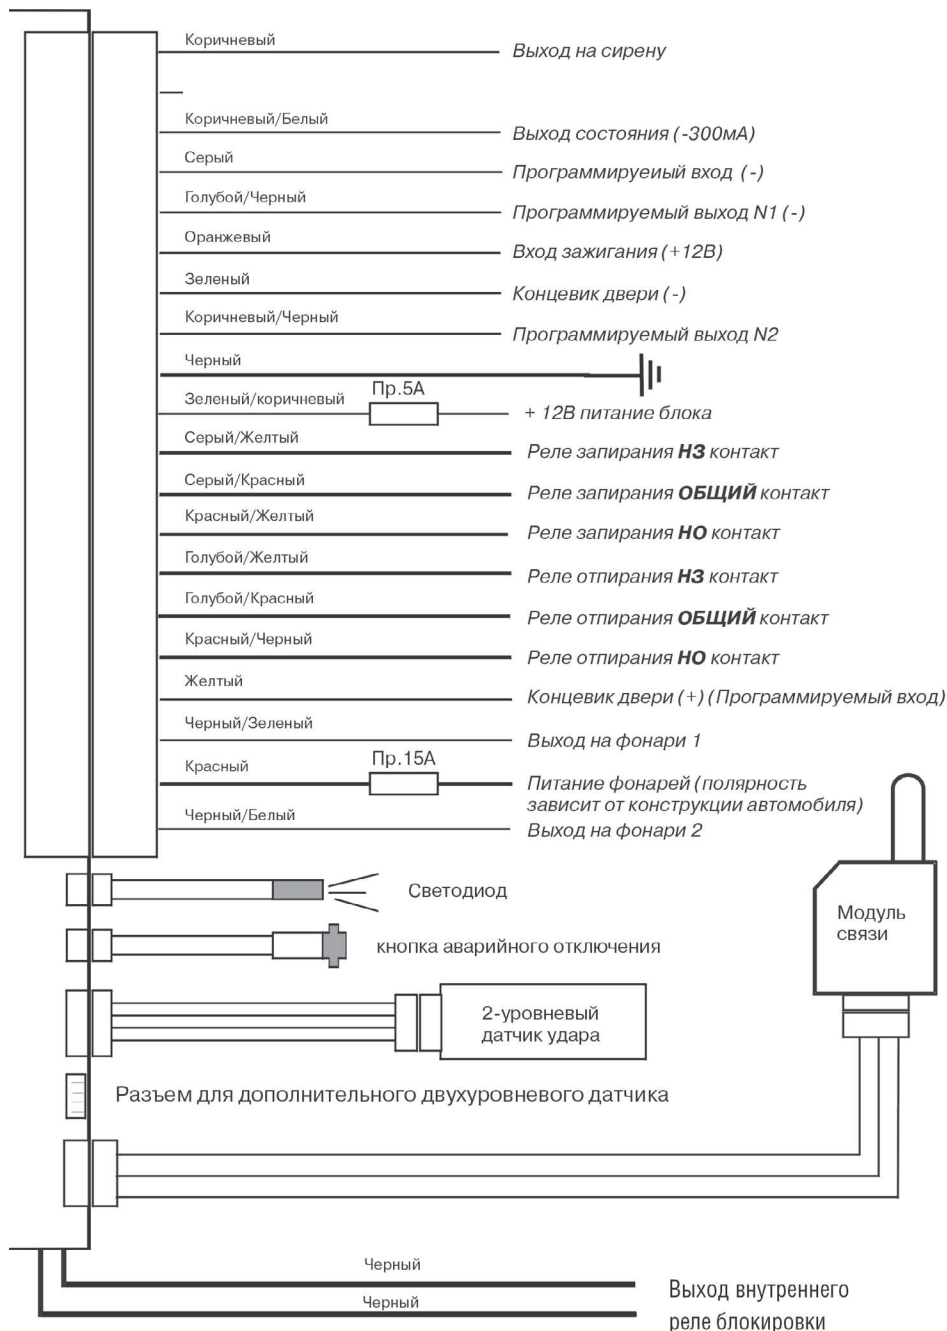 Коричневый
Выход на сирену
Коричневый/Белый
Выход состояния (-300мА)
Серый
Программируеиый вход (-)
Голубой/Черный
Программируемый выход N1 (-)
Оранжевый
Вход зажигания (+12В)
Зеленый
Концевик двери (-)
Коричневый/Черный
Программируемый выход N2
Черный
Зеленый/коричневый
Пр.5А
+ 12В питание блока
Серый/Желтый
Реле запирания НЗ контакт
Серый/Красный
Реле запирания ОБЩИЙ контакт
Красный/Желтый
Реле запирания НО контакт
Голубой/Желтый
Реле отпирания НЗ контакт
Голубой/Красный
Реле отпирания ОБЩИЙ контакт
Красный/Черный
Реле отпирания НО контакт
Желтый
Концевик двери (+) (Программируемый вход)
Черный/Зеленый
Выход на фонари 1
Красный
Пр.15А
Питание фонарей (полярность
зависит от конструкции автомобиля)
Черный/Белый
Выход на фонари 2
Светодиод
Модуль
связи
кнопка аварийного отключения
2-уровневый
датчик удара
Разъем для дополнительного двухуровневого датчика
Черный
Черный
Выход внутреннего
реле блокировки